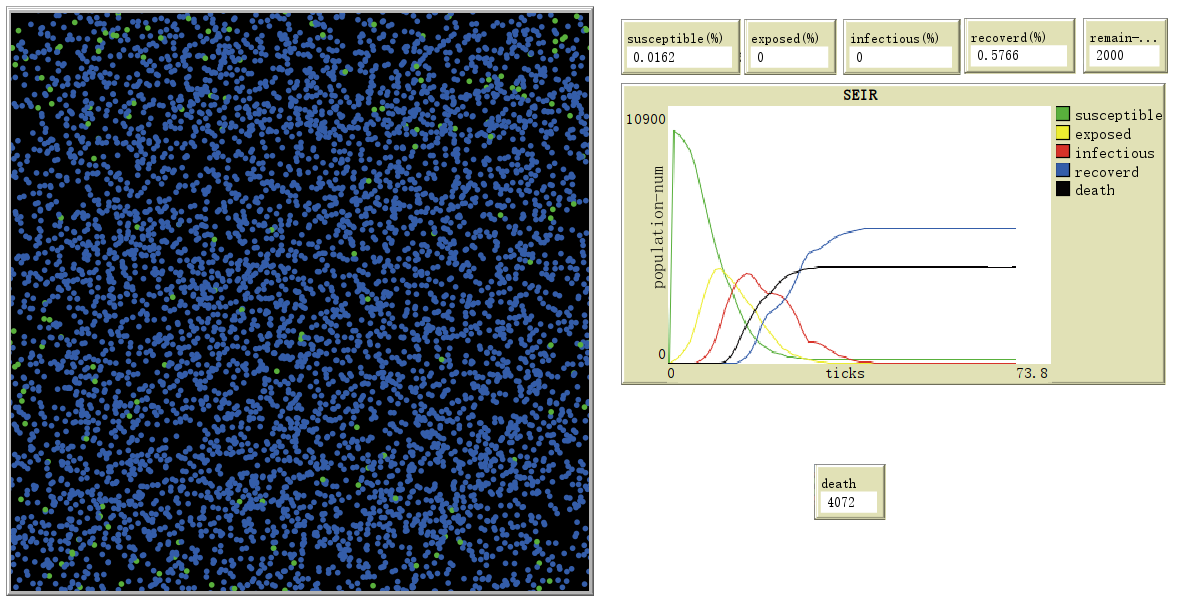 susceptible(%)
0.0162
exposed(%)
0
infectious(%)
0
recoverd(%)
0.5766
remain-...
2000
SEIR
10900
population-num
0
0
ticks
73.8
susceptible
exposed
infectious
recoverd
death
death
4072